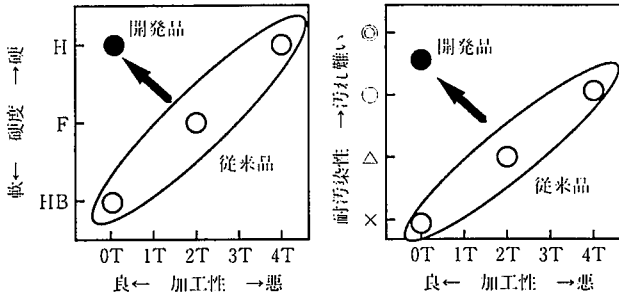 軟← 硬度 →硬
H
F
HB
開発品
従来品
0T 1T 2T 3T 4T
良← 加工性 →悪
耐汚染性 →汚れ難い
◎
○
△
×
開発品
従来品
0T 1T 2T 3T 4T
良← 加工性 →悪